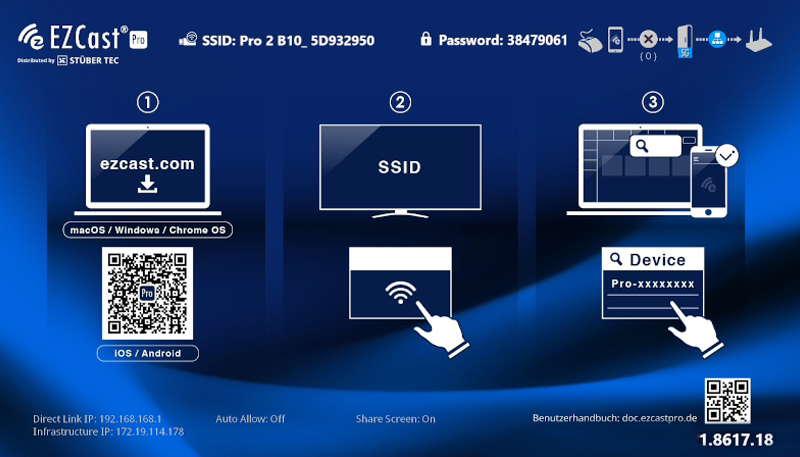 EZCast® Pro
Distributed by STÜBER TEC
SSID: Pro 2 B10_ 5D932950
Password: 38479061
( 0 )
5G
1
ezcast.com
macOS / Windows / Chrome OS
Pro
iOS / Android
2
SSID
3
Device
Pro-xxxxxxxx
Direct Link IP: 192.168.168.1
Infrastructure IP: 172.19.114.178
Auto Allow: Off
Share Screen: On
Benutzerhandbuch: doc.ezcastpro.de
1.8617.18